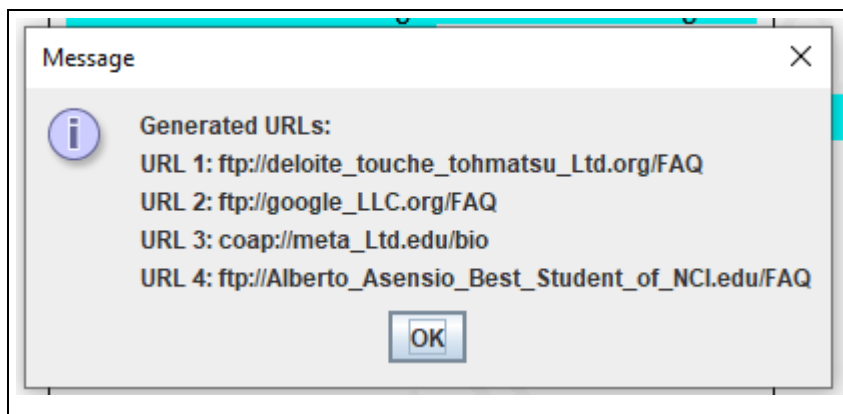 Message
Generated URLs:
URL 1: ftp://deloite_touche_tohmatsu_Ltd.org/FAQ
URL 2: ftp://google_LLC.org/FAQ
URL 3: coap://meta_Ltd.edu/bio
URL 4: ftp://Alberto_Asensio_Best_Student_of_NCI.edu/FAQ
OK